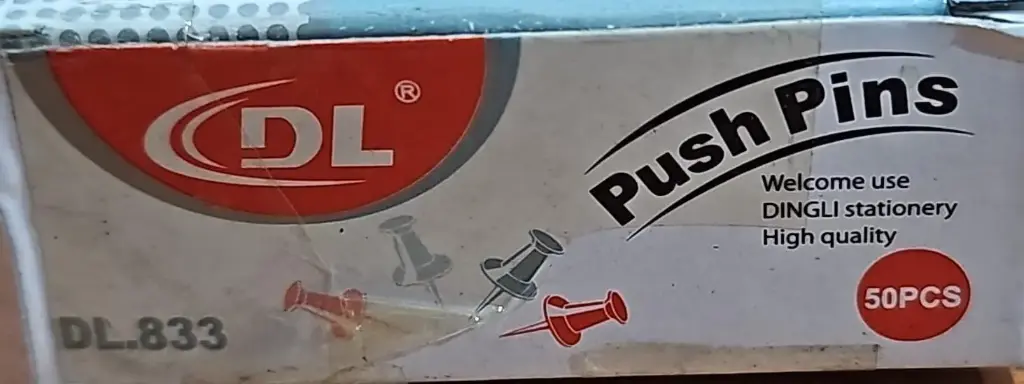 DL ®
Push Pins
Welcome use
DINGLI stationery
High quality
50PCS
DL.833